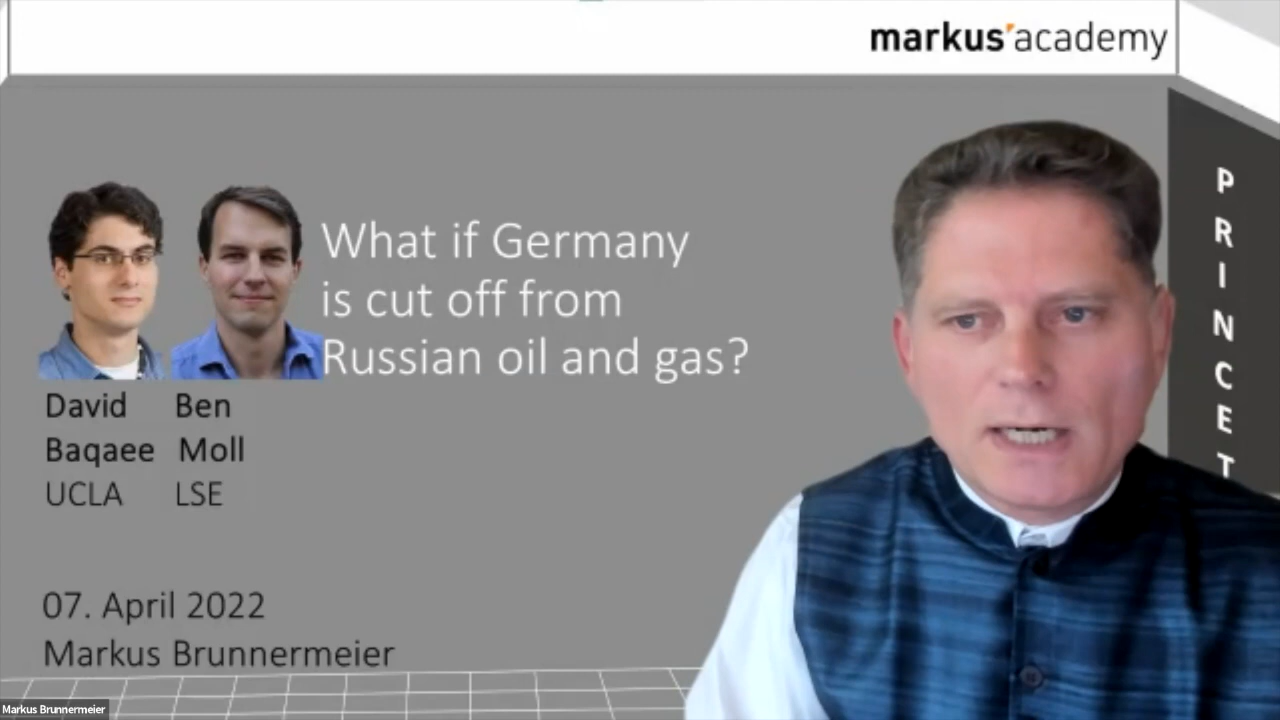 markus'academy
What if Germany
is cut off from
Russian oil and gas?
David Ben
Baqaee Moll
UCLA LSE
07. April 2022
Markus Brunnermeier
P
R
I
N
C
E
T
Markus Brunnermeier